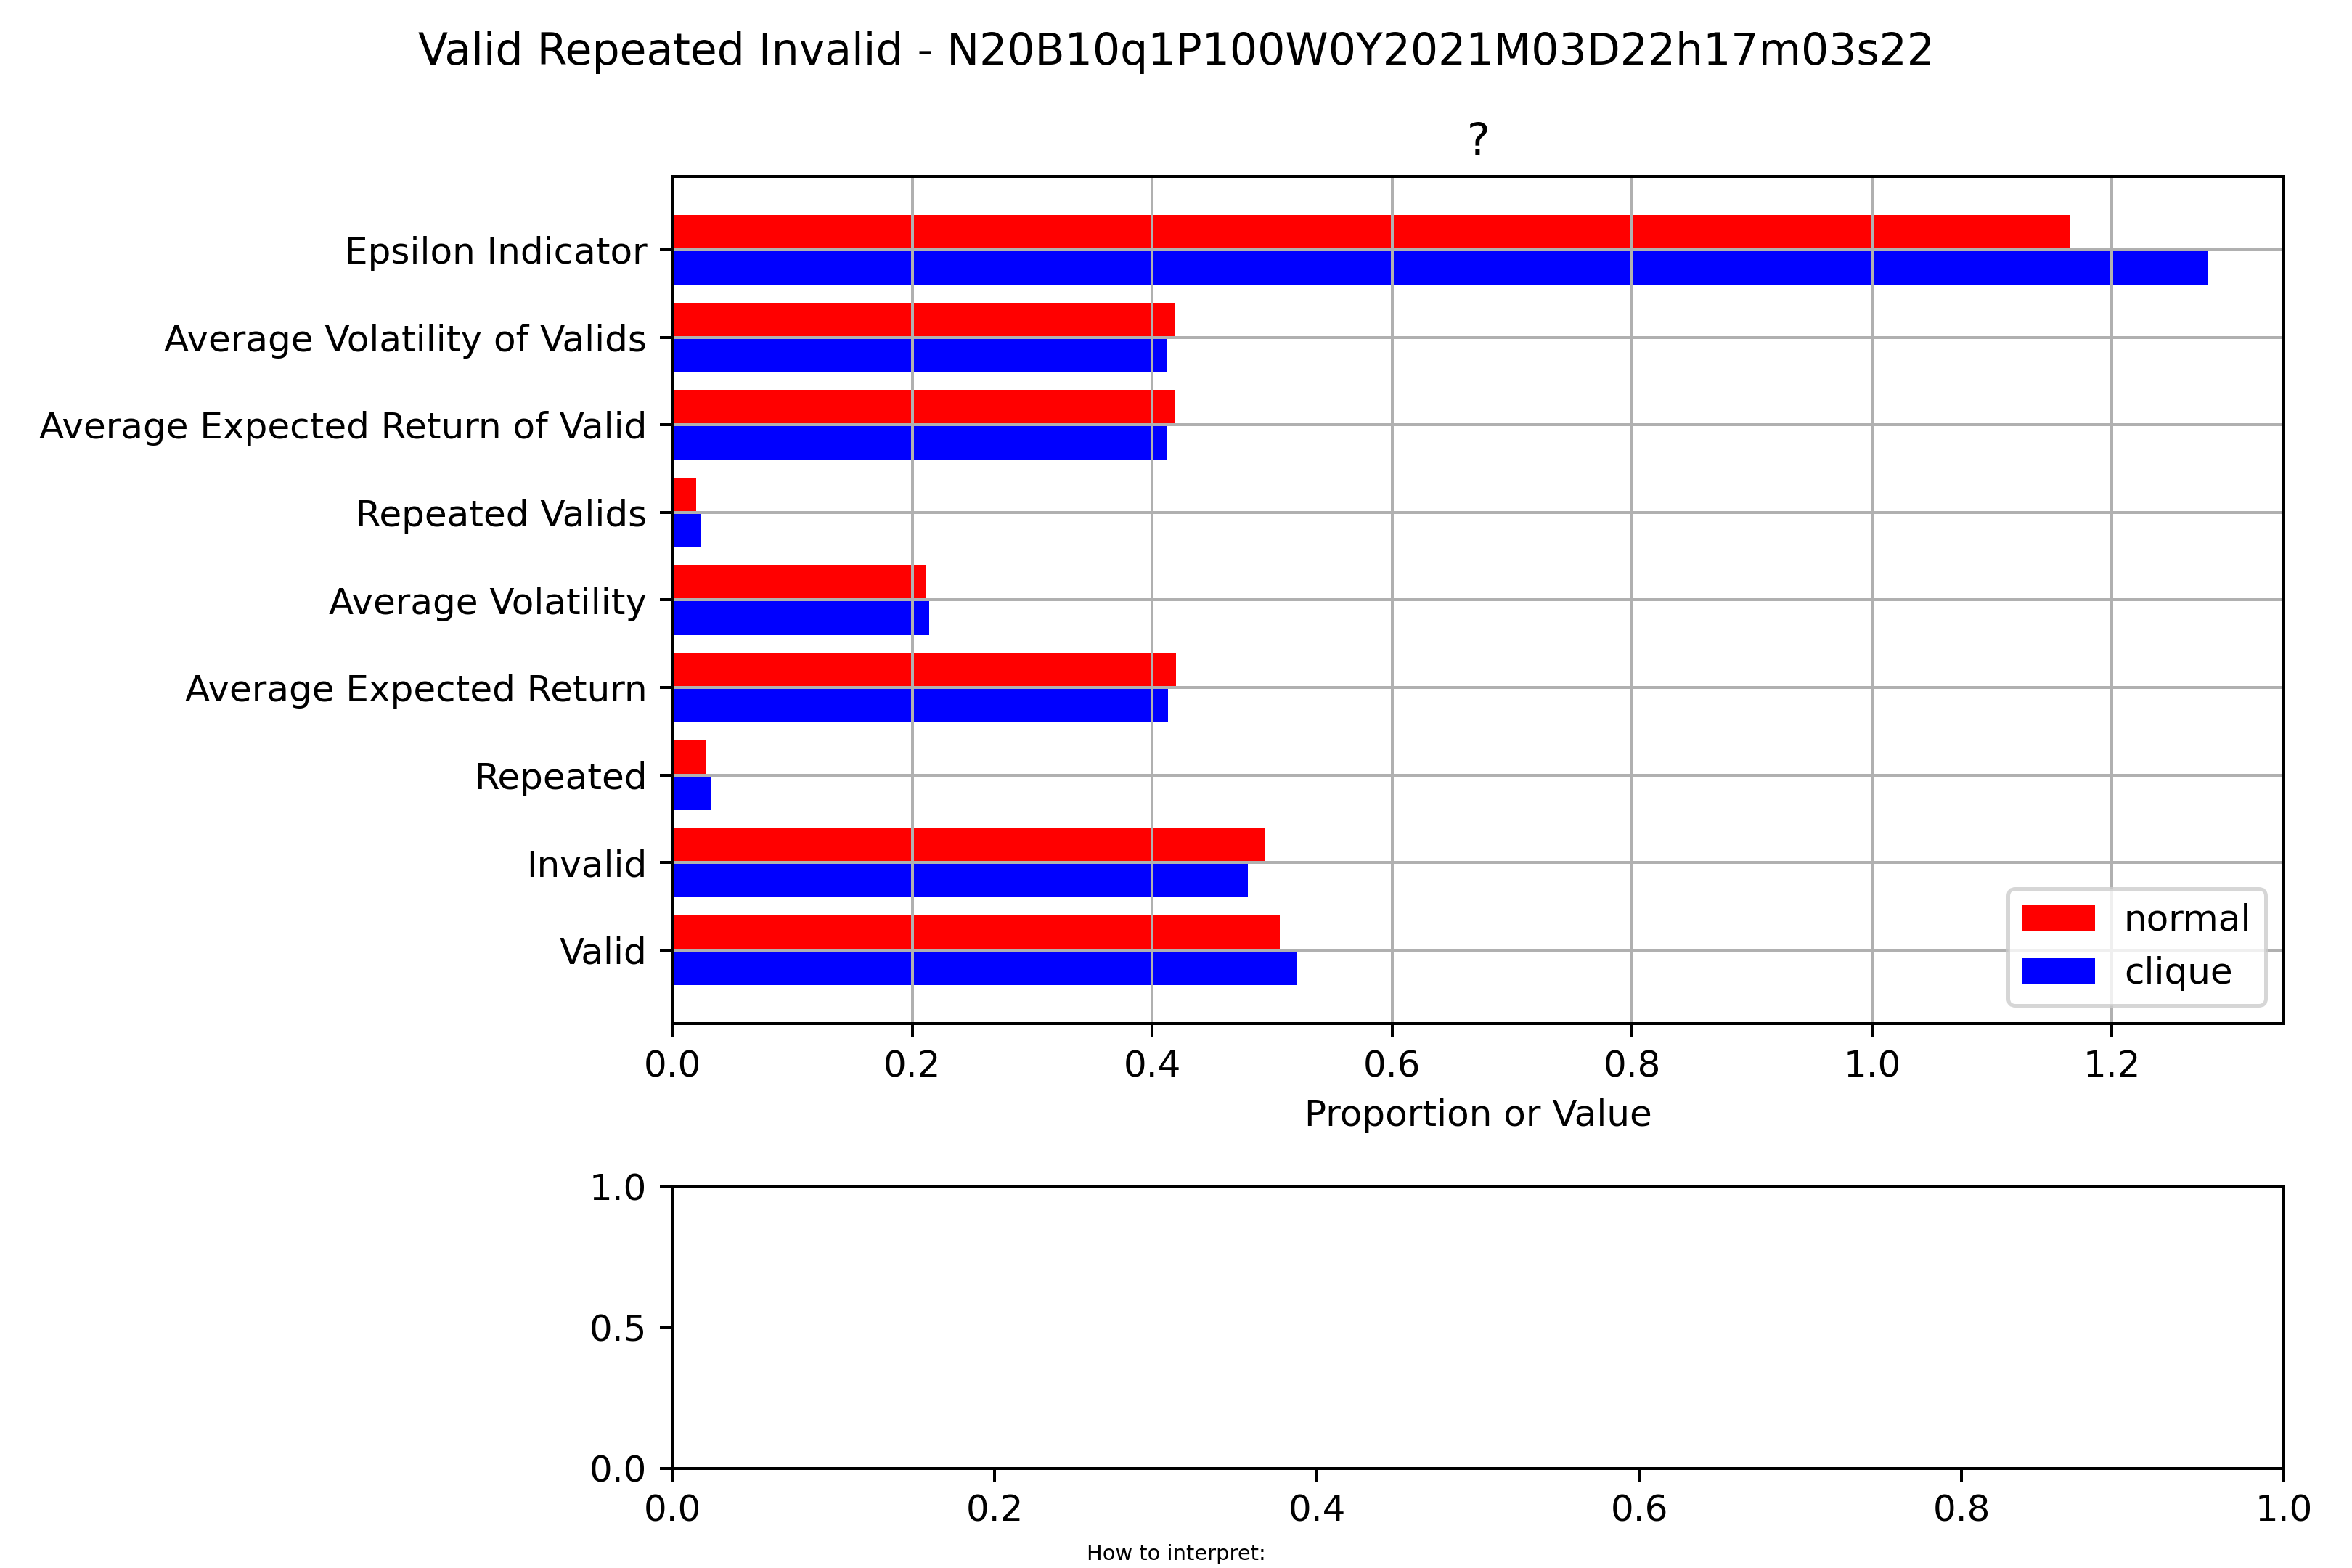 Valid Repeated Invalid - N20B10q1P100W0Y2021M03D22h17m03s22
?
Epsilon Indicator
Average Volatility of Valids
Average Expected Return of Valid
Repeated Valids
Average Volatility
Average Expected Return
Repeated
Invalid
Valid
normal
clique
0.0 0.2 0.4 0.6 0.8 1.0 1.2
Proportion or Value
1.0
0.5
0.0
0.0 0.2 0.4 0.6 0.8 1.0
How to interpret: